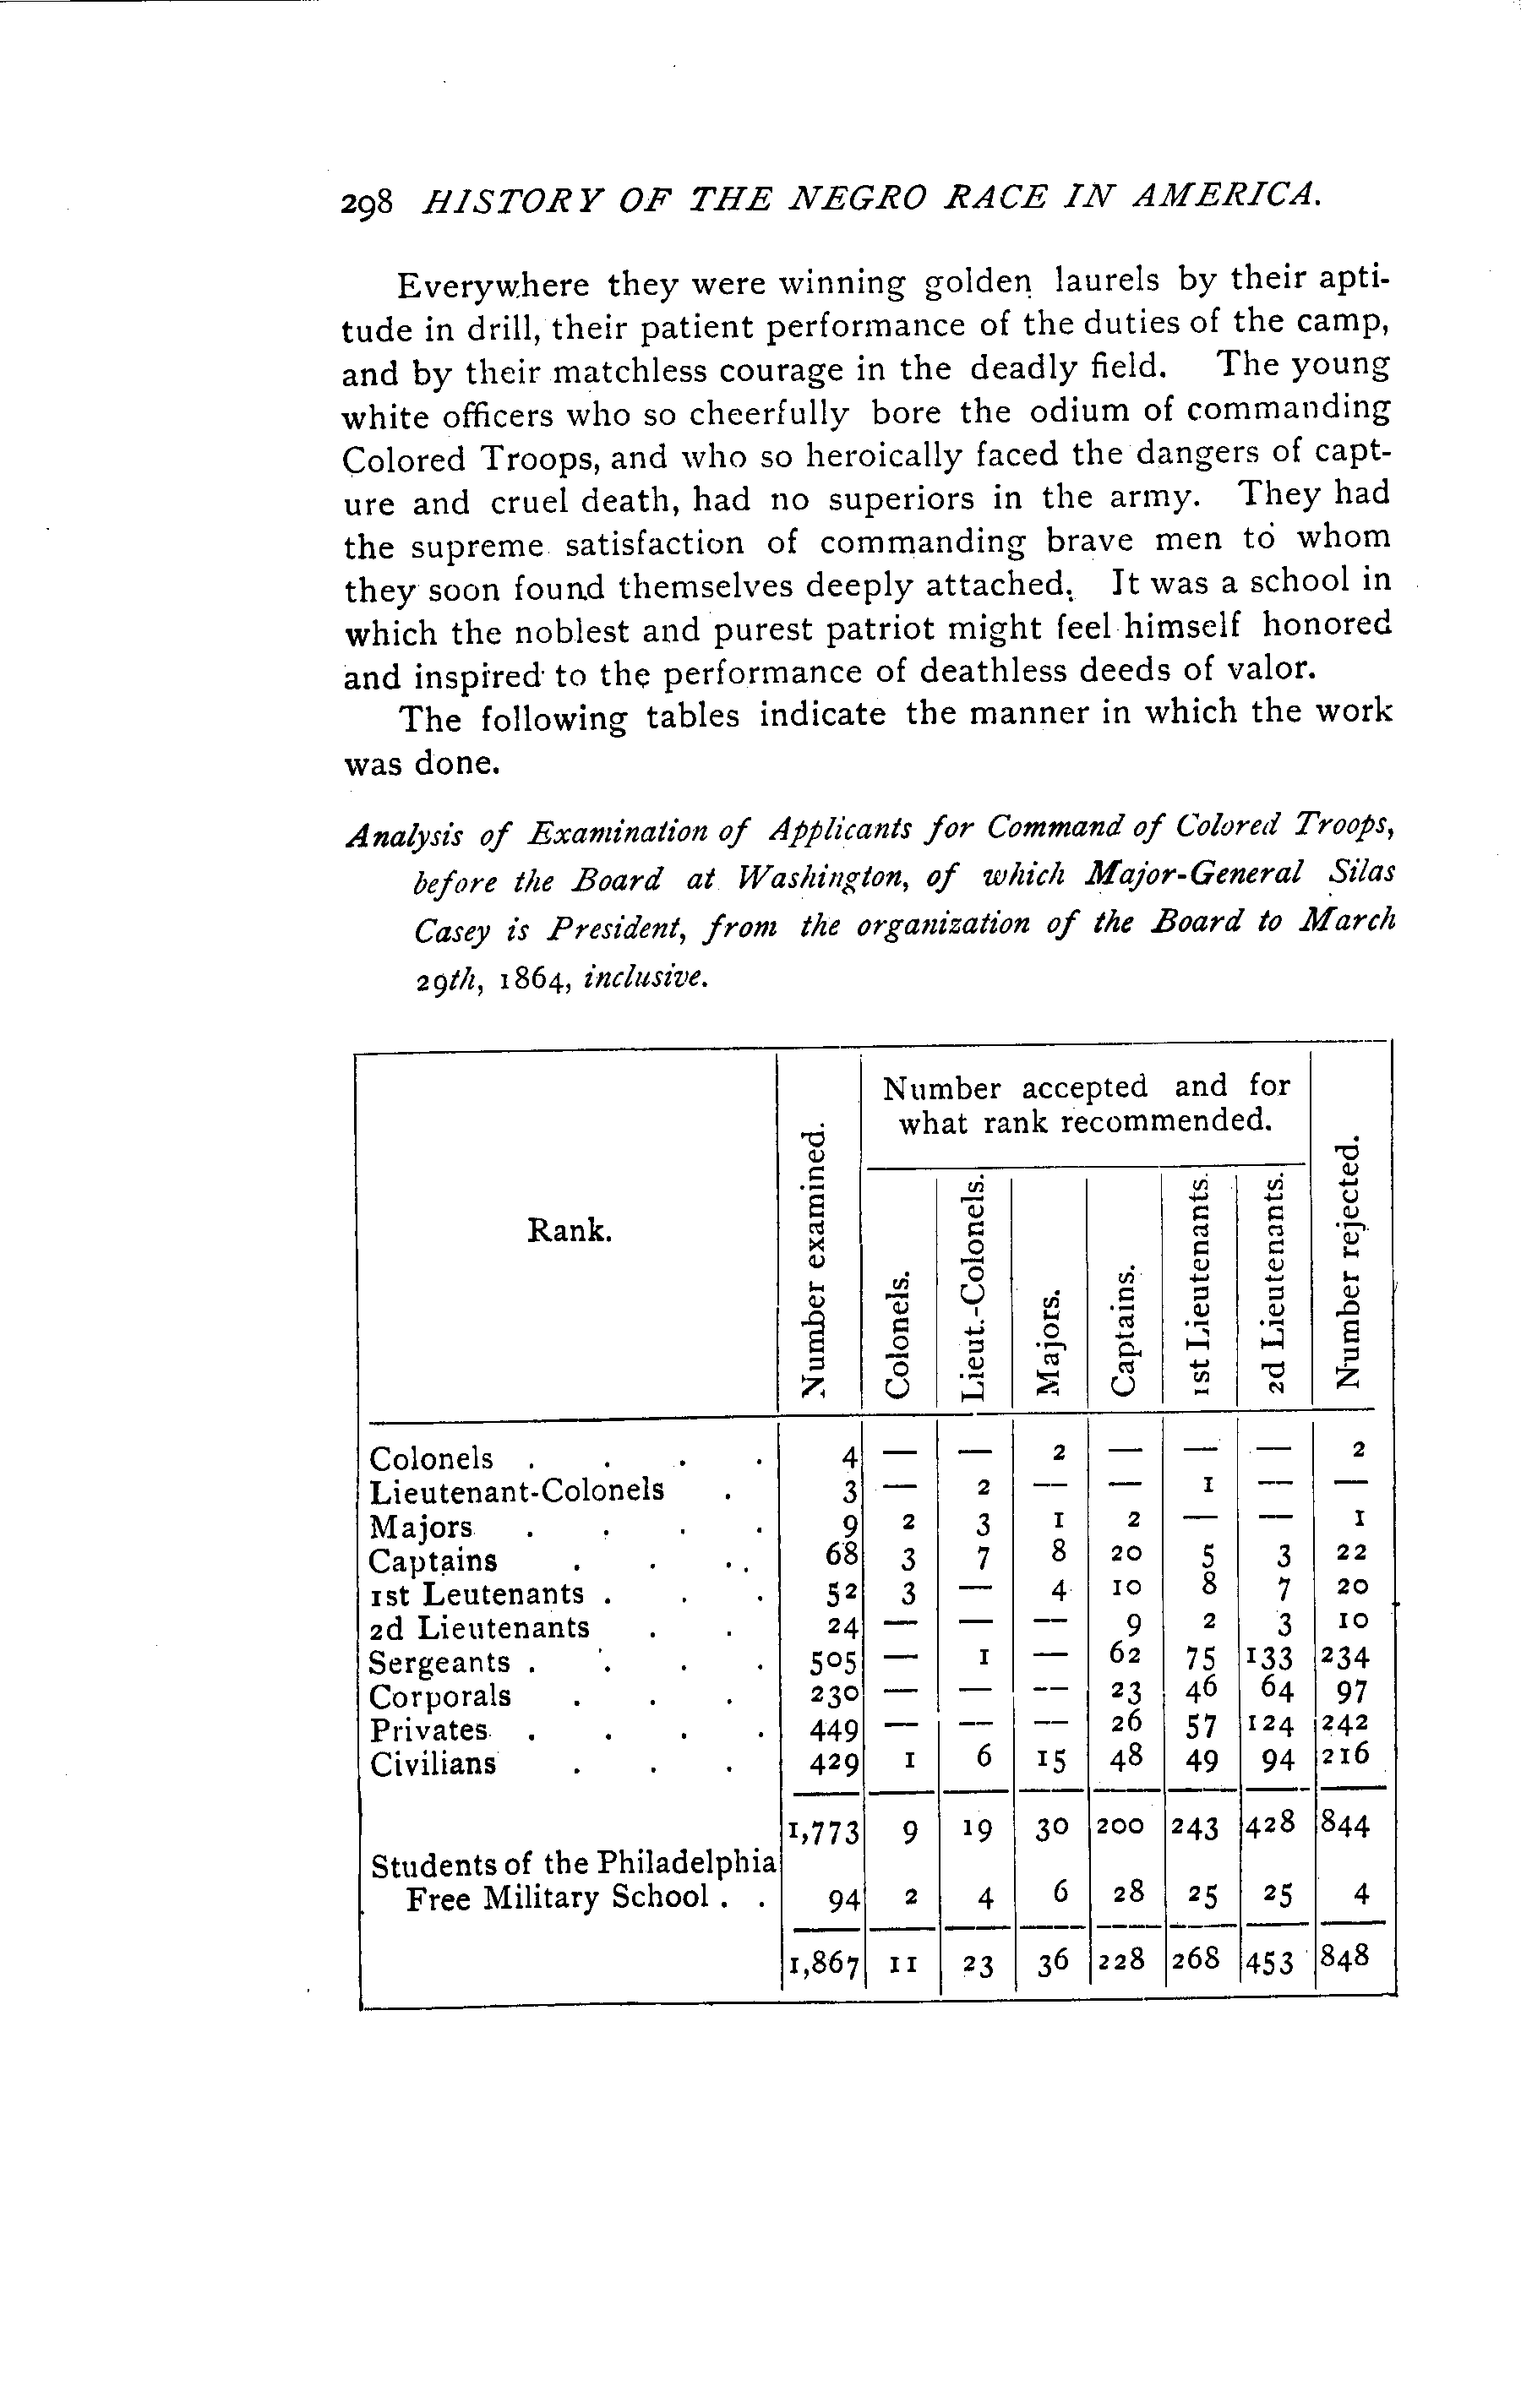 298 HISTORY OF THE NEGRO RACE IN AMERICA.
Everywhere they were winning golden laurels by their apti-
tude in drill, their patient performance of the duties of the camp,
and by their matchless courage in the deadly field. The young
white officers who so cheerfully bore the odium of commanding
Colored Troops, and who so heroically faced the dangers of capt-
ure and cruel death, had no superiors in the army. They had
the supreme satisfaction of commanding brave men to whom
they soon found themselves deeply attached. It was a school in
which the noblest and purest patriot might feel himself honored
and inspired to the performance of deathless deeds of valor.
The following tables indicate the manner in which the work
was done.
Analysis of Examination of Applicants for Command of Colored Troops,
before the Board at Washington, of which Major-General Silas
Casey is President, from the organization of the Board to March
29th, 1864, inclusive.
Rank.
Number examined.
Number accepted and for
what rank recommended.
Colonels.
Lieut.-Colonels.
Majors.
Captains.
1st Lieutenants.
2d Lieutenants.
Number rejected.
Colonels . . . . 4 — — 2 — — — 2
Lieutenant-Colonels . 3 — 2 — — 1 — —
Majors . . . . 9 2 3 1 2 — — 1
Captains . . . . 68 3 7 8 20 5 3 22
1st Leutenants . . . 52 3 — 4 10 8 7 20
2d Lieutenants . . 24 — — — 9 2 3 10
Sergeants . . . . 505 — 1 — 62 75 133 234
Corporals . . . 230 — — — 23 46 64 97
Privates . . . . 449 — — — 26 57 124 242
Civilians . . . 429 1 6 15 48 49 94 216
1,773 9 19 30 200 243 428 844
Students of the Philadelphia
Free Military School . . 94 2 4 6 28 25 25 4
1,867 11 23 36 228 268 453 848